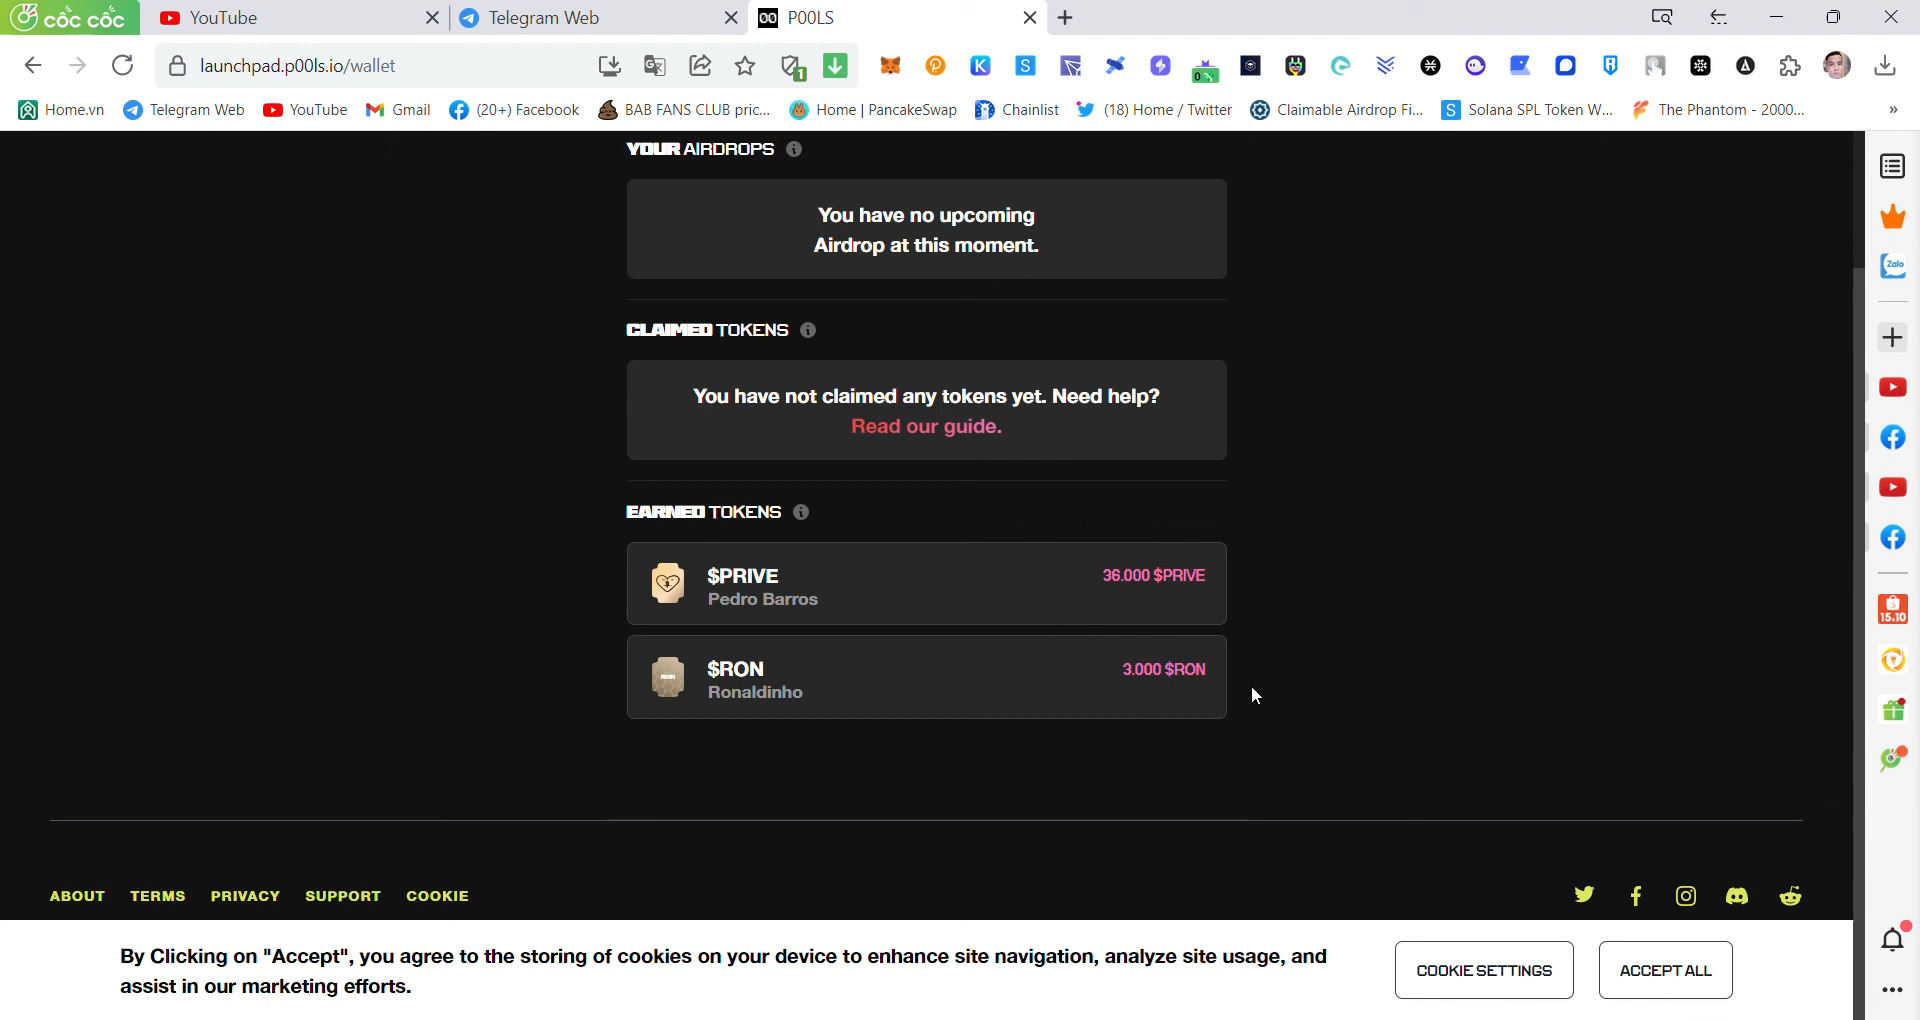 cốc cốc
YouTube
Telegram Web
P00LS
launchpad.p00ls.io/wallet
Home.vn
Telegram Web
YouTube
Gmail
(20+) Facebook
BAB FANS CLUB pric...
Home | PancakeSwap
Chainlist
(18) Home / Twitter
Claimable Airdrop Fi...
Solana SPL Token W...
The Phantom - 2000...
YOUR AIRDROPS
You have no upcoming
Airdrop at this moment.
CLAIMED TOKENS
You have not claimed any tokens yet. Need help?
Read our guide.
EARNED TOKENS
$PRIVE
36.000 $PRIVE
Pedro Barros
$RON
3.000 $RON
Ronaldinho
ABOUT TERMS PRIVACY SUPPORT COOKIE
By Clicking on "Accept", you agree to the storing of cookies on your device to enhance site navigation, analyze site usage, and
assist in our marketing efforts.
COOKIE SETTINGS
ACCEPT ALL
Zalo
15.10